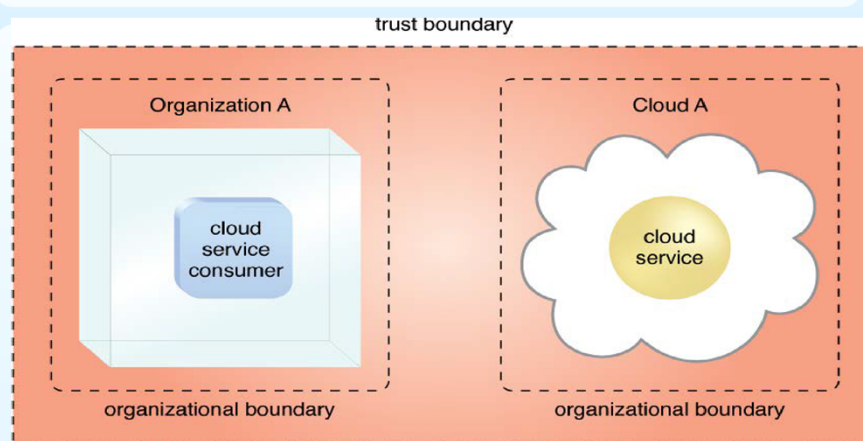 trust boundary
Organization A
Cloud A
cloud
service
consumer
cloud
service
organizational boundary
organizational boundary